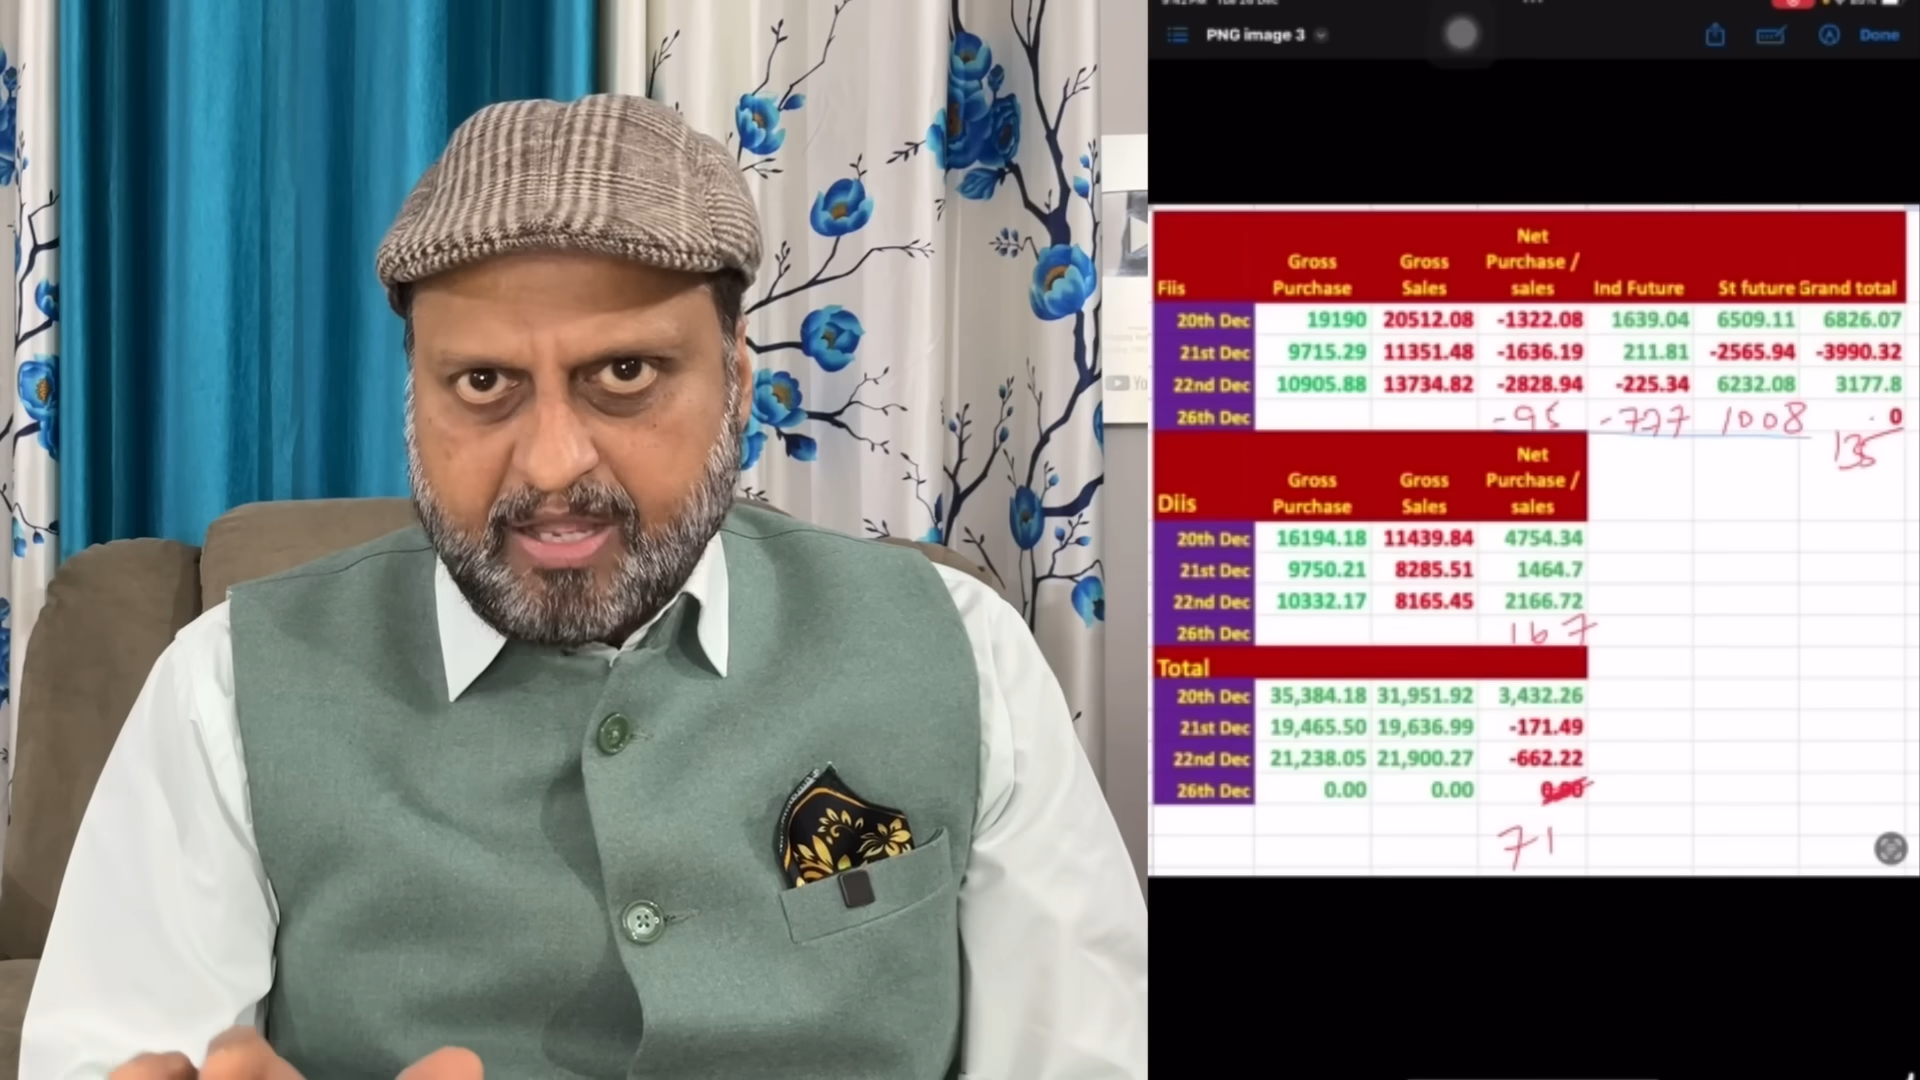 PNG image 3
Done
Fiis Gross Purchase Gross Sales Net Purchase / sales Ind Future St future Grand total
20th Dec 19190 20512.08 -1322.08 1639.04 6509.11 6826.07
21st Dec 9715.29 11351.48 -1636.19 211.81 -2565.94 -3990.32
22nd Dec 10905.88 13734.82 -2828.94 -225.34 6232.08 3177.8
26th Dec -95 -777 1008 0
135
Diis Gross Purchase Gross Sales Net Purchase / sales
20th Dec 16194.18 11439.84 4754.34
21st Dec 9750.21 8285.51 1464.7
22nd Dec 10332.17 8165.45 2166.72
26th Dec 167
Total
20th Dec 35,384.18 31,951.92 3,432.26
21st Dec 19,465.50 19,636.99 -171.49
22nd Dec 21,238.05 21,900.27 -662.22
26th Dec 0.00 0.00 0.00
71